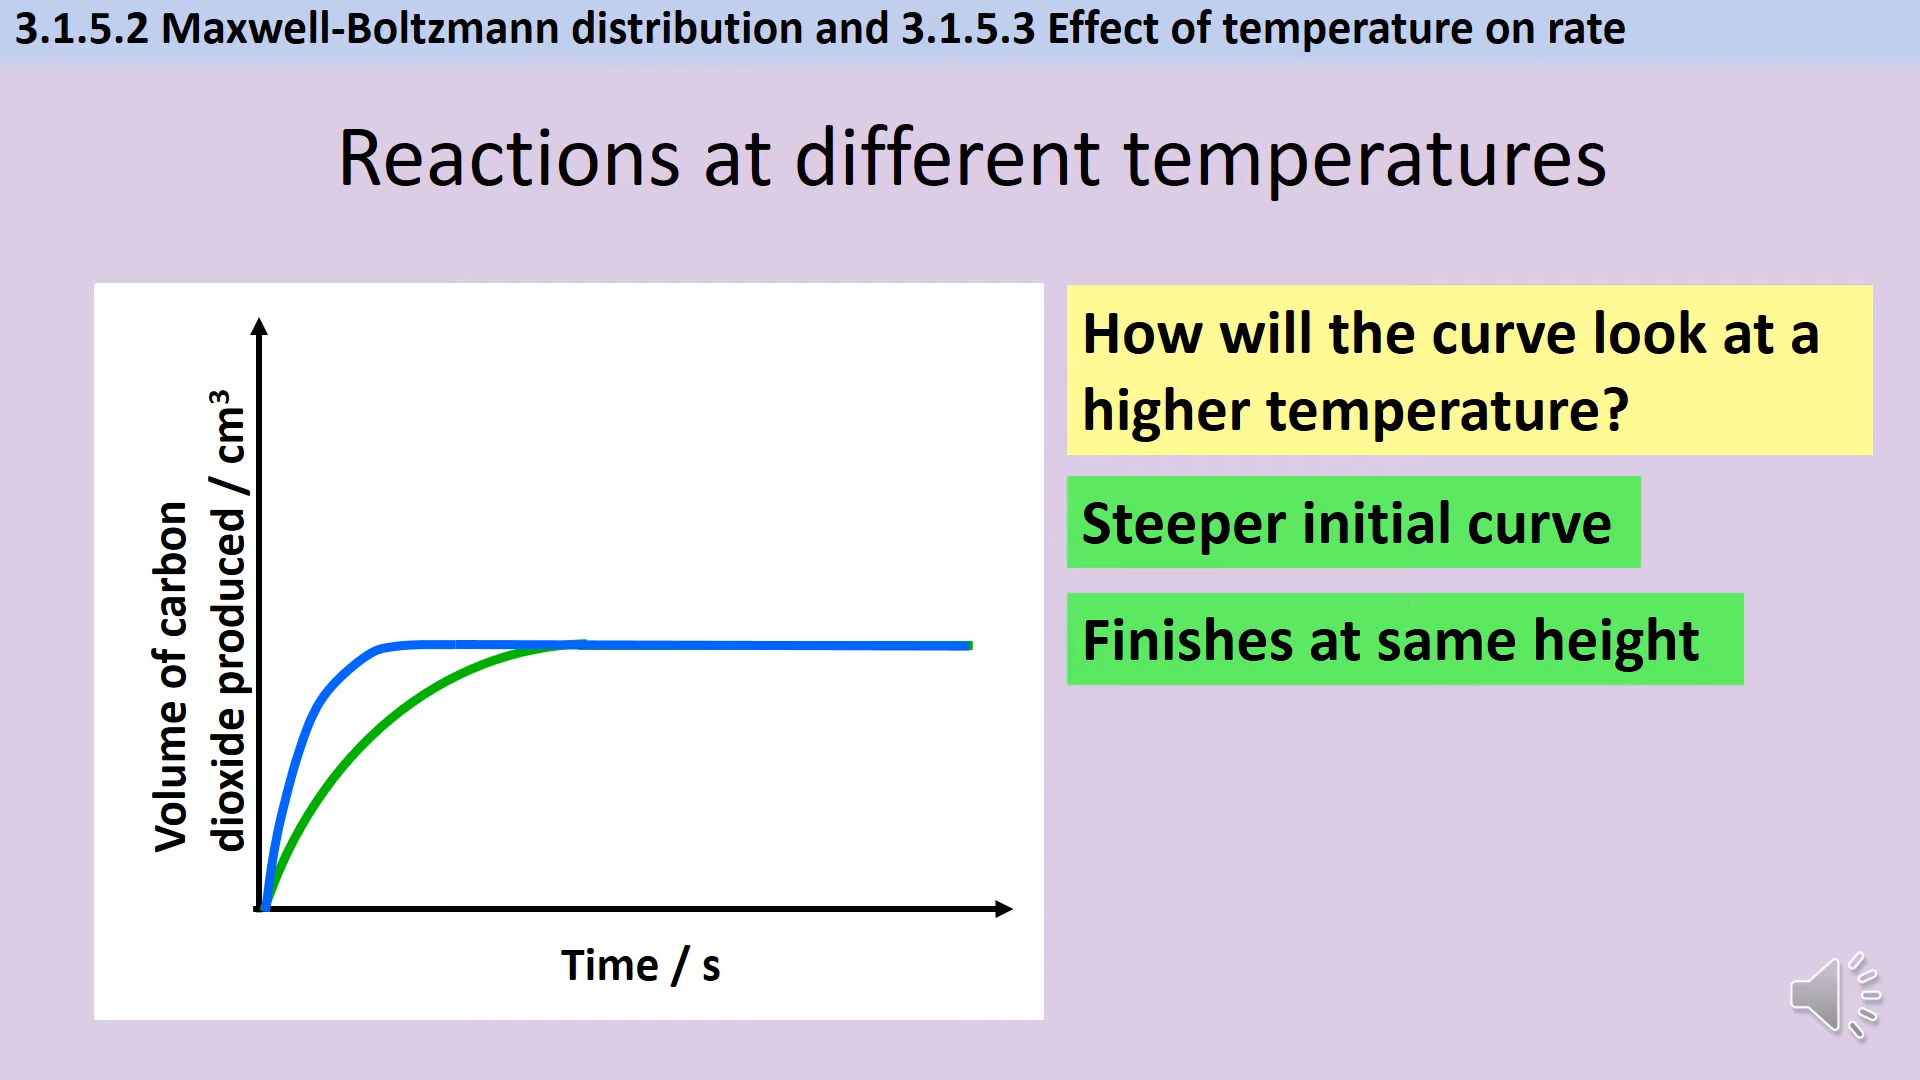 3.1.5.2 Maxwell-Boltzmann distribution and 3.1.5.3 Effect of temperature on rate
Reactions at different temperatures
Volume of carbon
dioxide produced / cm³
Time / s
How will the curve look at a
higher temperature?
Steeper initial curve
Finishes at same height